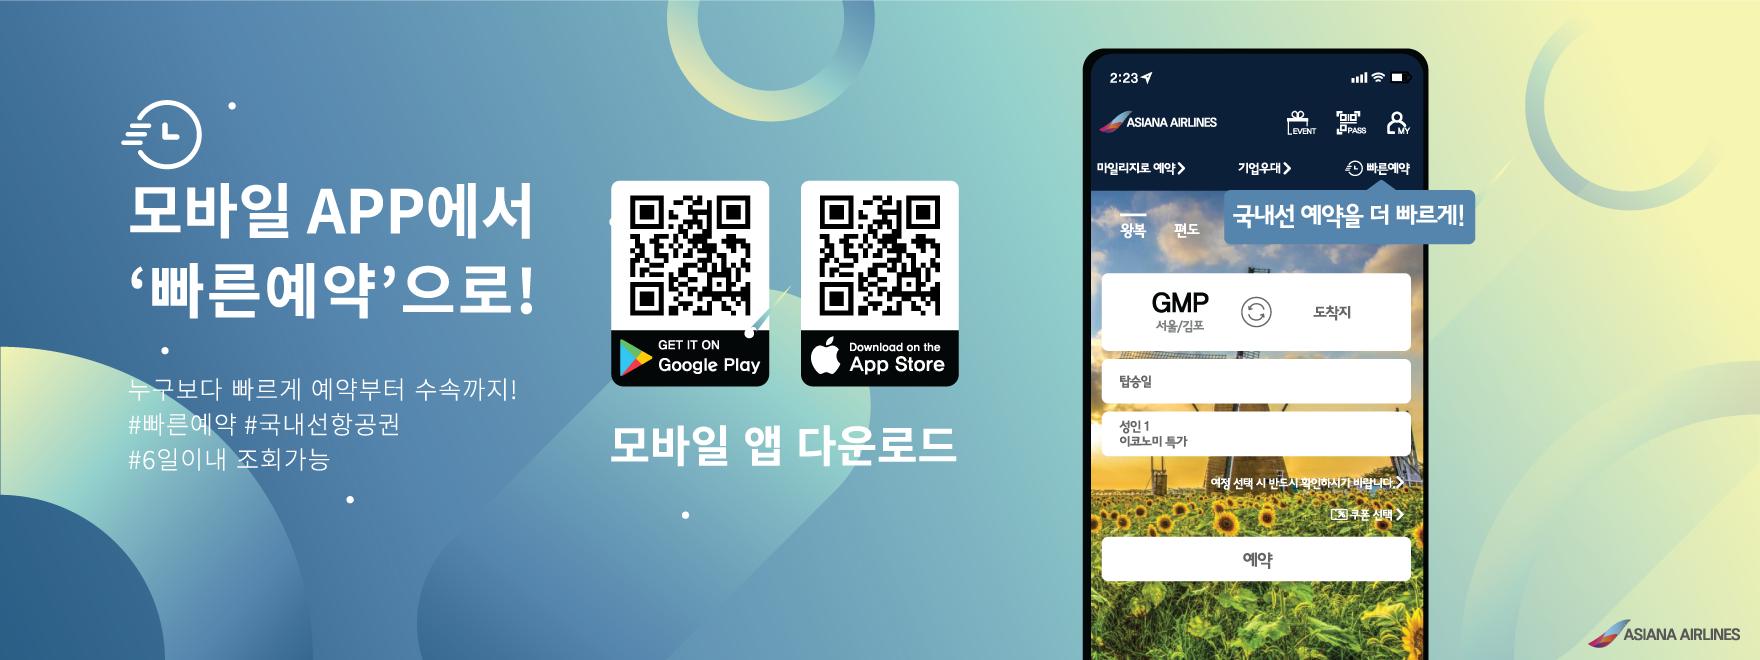 모바일 APP에서
‘빠른예약’으로!
누구보다 빠르게 예약부터 수속까지!
#빠른예약 #국내선항공권
#6일이내 조회가능
GET IT ON
Google Play
Download on the
App Store
모바일 앱 다운로드
2:23
ASIANA AIRLINES
EVENT
PASS
MY
마일리지로 예약
기업우대
빠른예약
국내선 예약을 더 빠르게!
왕복
편도
GMP
서울/김포
도착지
탑승일
성인 1
이코노미 특가
여정 선택 시 반드시 확인하시기 바랍니다.
쿠폰 선택
예약
ASIANA AIRLINES